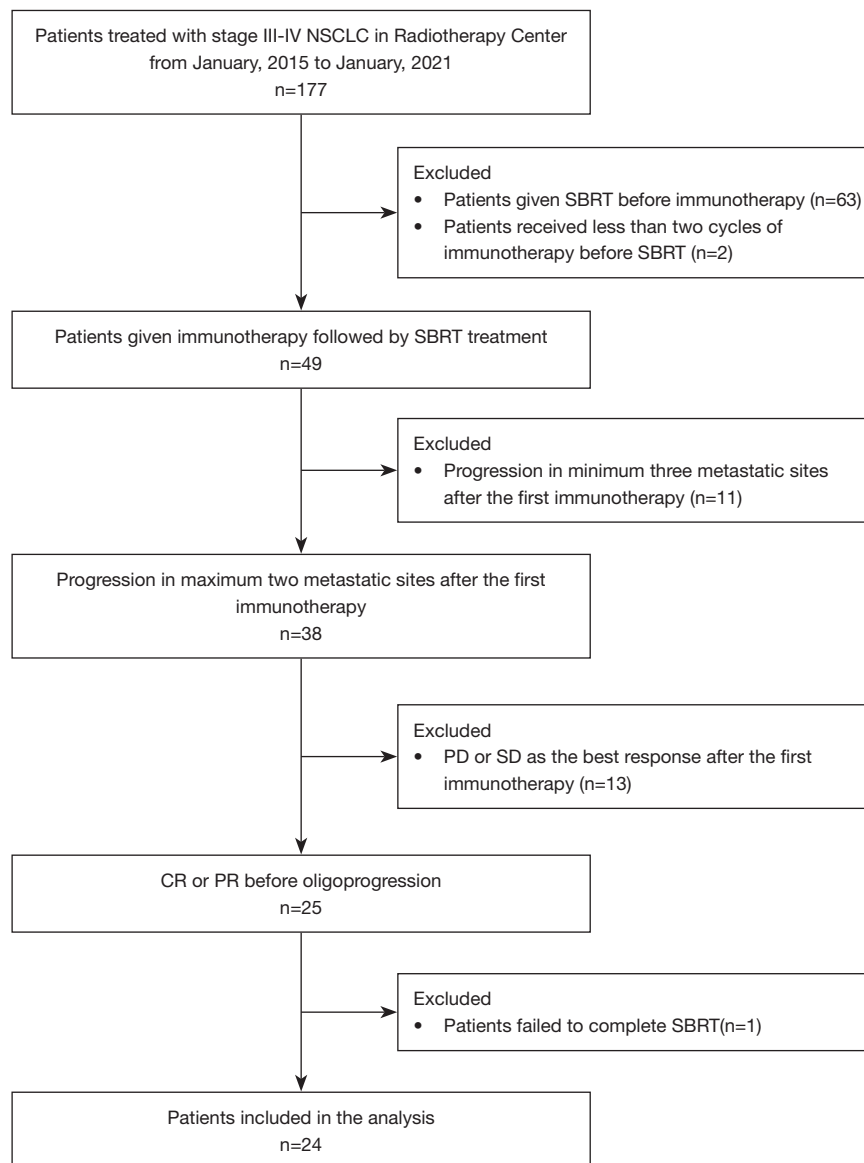 Patients treated with stage III-IV NSCLC in Radiotherapy Center
from January, 2015 to January, 2021
n=177
Excluded
• Patients given SBRT before immunotherapy (n=63)
• Patients received less than two cycles of
immunotherapy before SBRT (n=2)
Patients given immunotherapy followed by SBRT treatment
n=49
Excluded
• Progression in minimum three metastatic sites
after the first immunotherapy (n=11)
Progression in maximum two metastatic sites after the first
immunotherapy
n=38
Excluded
• PD or SD as the best response after the first
immunotherapy (n=13)
CR or PR before oligoprogression
n=25
Excluded
• Patients failed to complete SBRT(n=1)
Patients included in the analysis
n=24